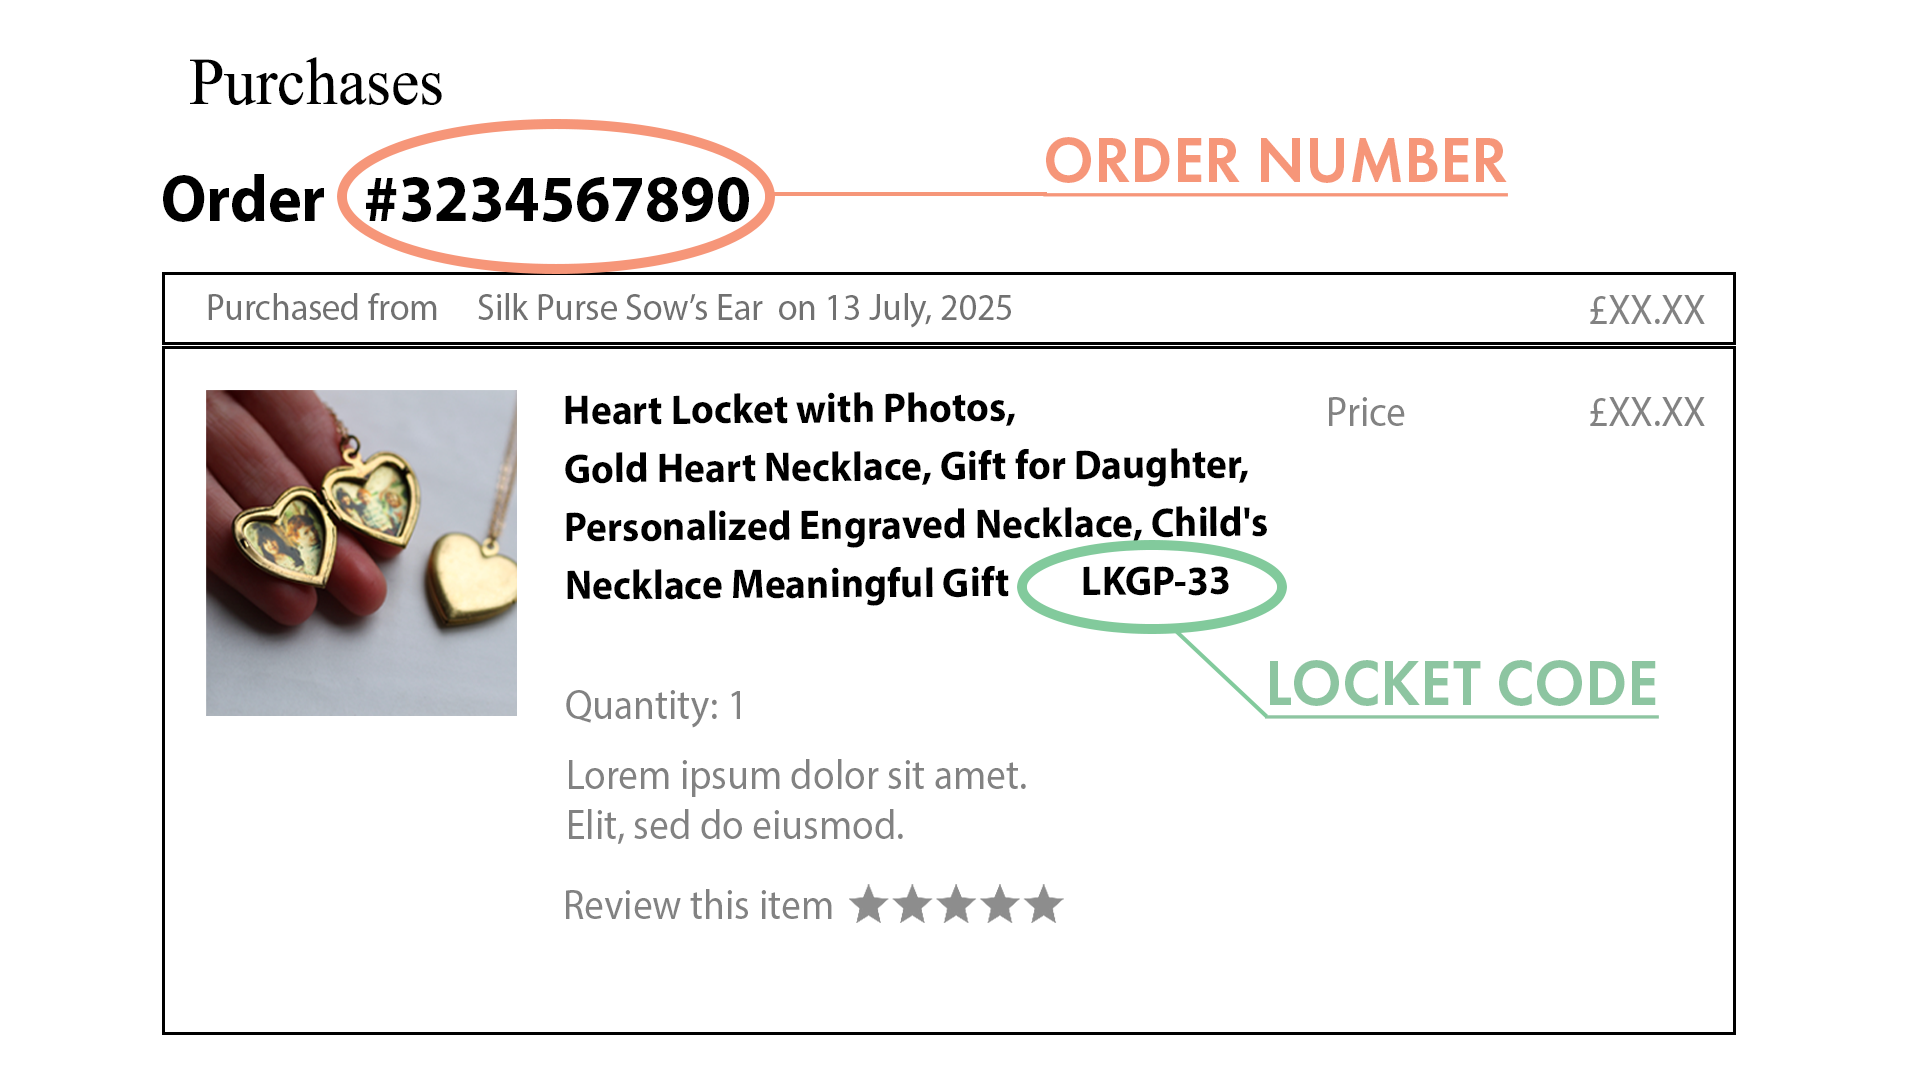 Purchases
ORDER NUMBER
Order #3234567890
Purchased from Silk Purse Sow’s Ear on 13 July, 2025 £XX.XX
Heart Locket with Photos, Price £XX.XX
Gold Heart Necklace, Gift for Daughter,
Personalized Engraved Necklace, Child's
Necklace Meaningful Gift LKGP-33
LOCKET CODE
Quantity: 1
Lorem ipsum dolor sit amet.
Elit, sed do eiusmod.
Review this item